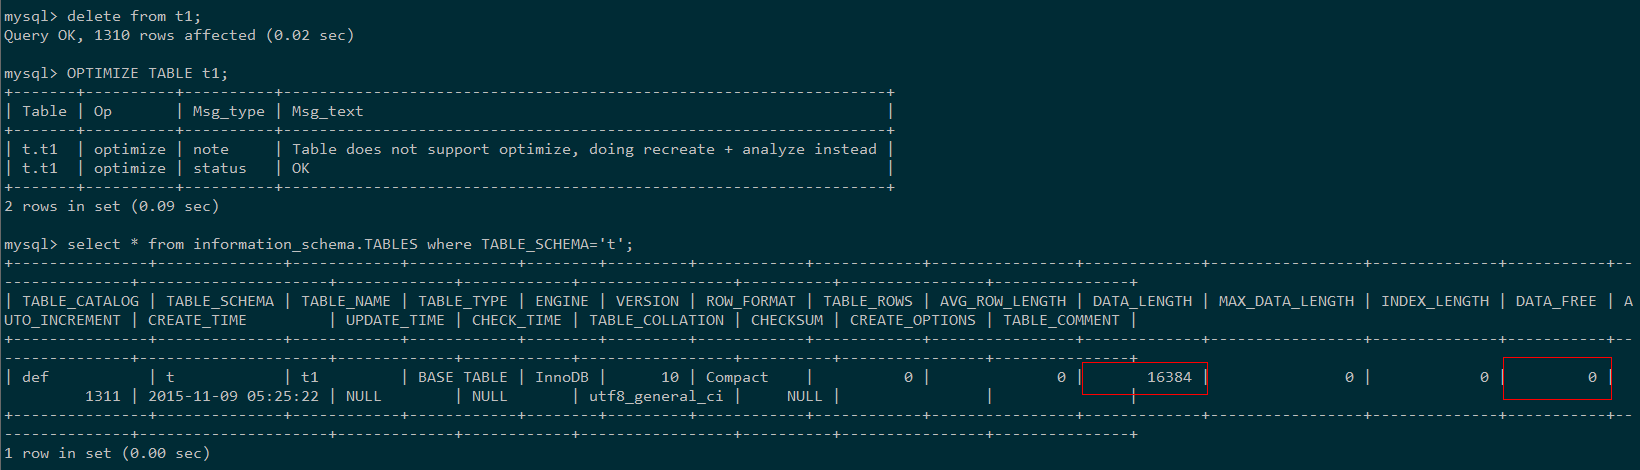 mysql> delete from t1;
Query OK, 1310 rows affected (0.02 sec)
mysql> OPTIMIZE TABLE t1;
+-------+----------+----------+-------------------------------------------------------------------+
| Table | Op       | Msg_type | Msg_text                                                          |
+-------+----------+----------+-------------------------------------------------------------------+
| t.t1  | optimize | note     | Table does not support optimize, doing recreate + analyze instead |
| t.t1  | optimize | status   | OK                                                                |
+-------+----------+----------+-------------------------------------------------------------------+
2 rows in set (0.09 sec)
mysql> select * from information_schema.TABLES where TABLE_SCHEMA='t';
+---------------+--------------+------------+------------+--------+---------+------------+------------+----------------+-------------+-----------------+--------------+-----------+--
--------------+---------------------+-------------+------------+-----------------+----------+----------------+---------------+
| TABLE_CATALOG | TABLE_SCHEMA | TABLE_NAME | TABLE_TYPE | ENGINE | VERSION | ROW_FORMAT | TABLE_ROWS | AVG_ROW_LENGTH | DATA_LENGTH | MAX_DATA_LENGTH | INDEX_LENGTH | DATA_FREE | A
UTO_INCREMENT | CREATE_TIME         | UPDATE_TIME | CHECK_TIME | TABLE_COLLATION | CHECKSUM | CREATE_OPTIONS | TABLE_COMMENT |
+---------------+--------------+------------+------------+--------+---------+------------+------------+----------------+-------------+-----------------+--------------+-----------+--
--------------+---------------------+-------------+------------+-----------------+----------+----------------+---------------+
| def           | t            | t1         | BASE TABLE | InnoDB |      10 | Compact    |          0 |              0 |       16384 |               0 |            0 |         0 |
         1311 | 2015-11-09 05:25:22 | NULL        | NULL       | utf8_general_ci |     NULL |                |               |
+---------------+--------------+------------+------------+--------+---------+------------+------------+----------------+-------------+-----------------+--------------+-----------+--
--------------+---------------------+-------------+------------+-----------------+----------+----------------+---------------+
1 row in set (0.00 sec)